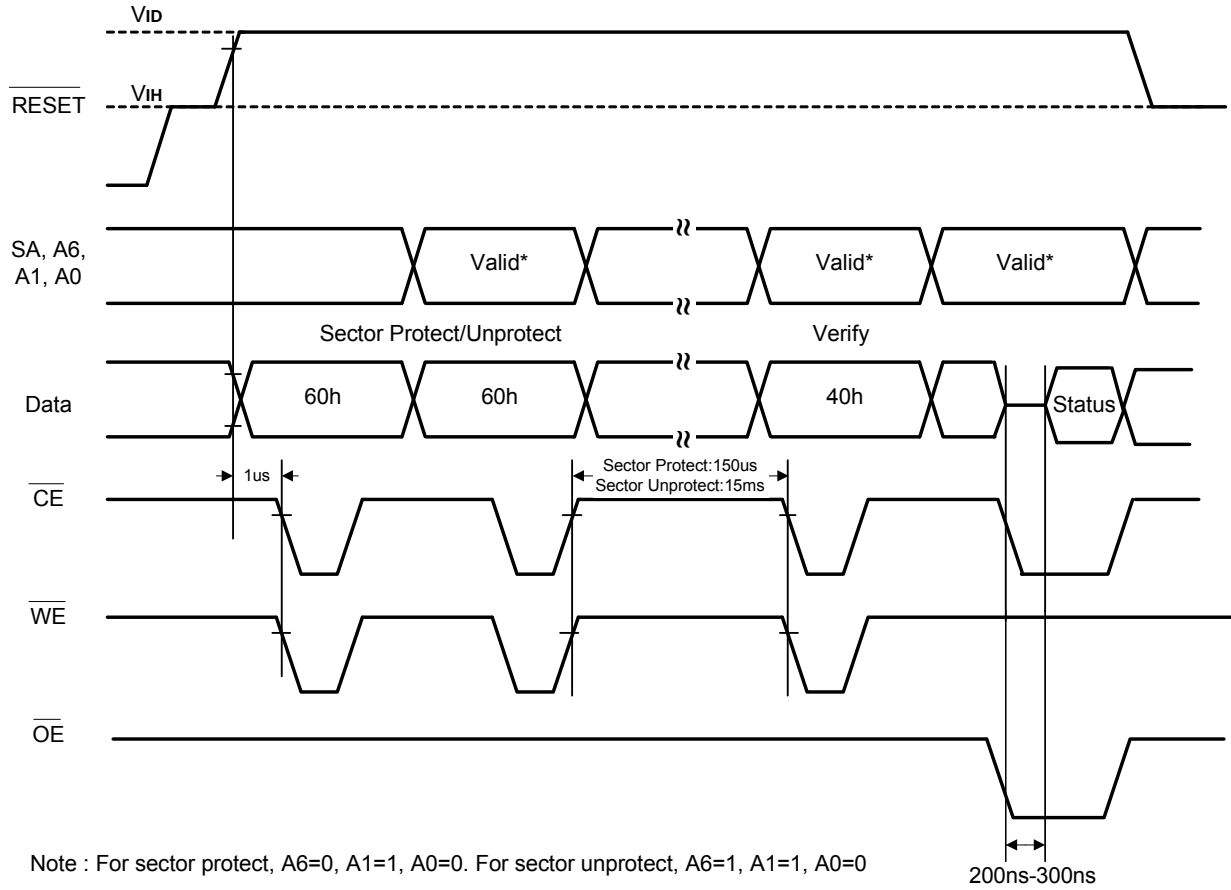 VID
VIH
RESET
SA, A6,
A1, A0
Valid*
Valid*
Valid*
Sector Protect/Unprotect
Verify
Data
60h
60h
40h
Status
1us
Sector Protect:150us
Sector Unprotect:15ms
CE
WE
OE
Note : For sector protect, A6=0, A1=1, A0=0. For sector unprotect, A6=1, A1=1, A0=0
200ns-300ns